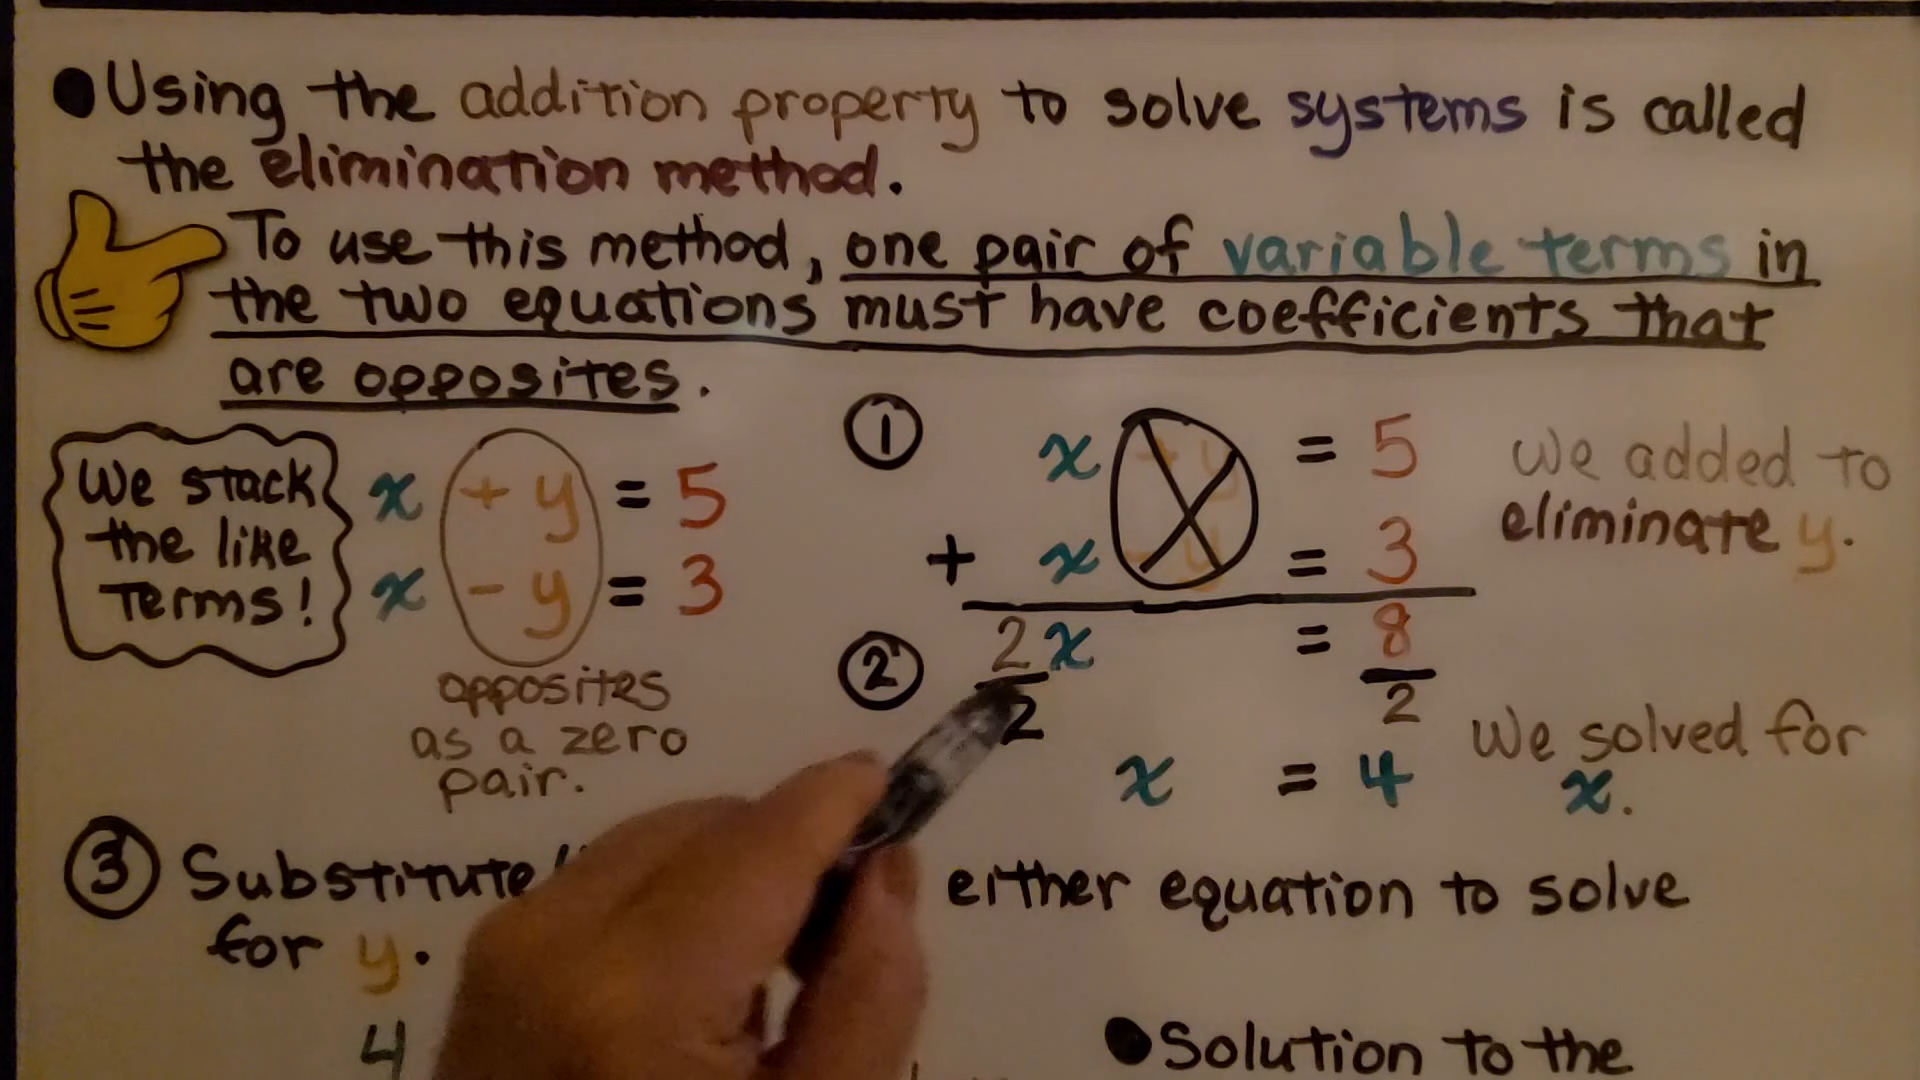 ●Using the addition property to solve systems is called
the elimination method.
To use this method, one pair of variable terms in
the two equations must have coefficients that
are opposites.
We stack
the like
Terms!
x + y = 5
x - y = 3
opposites
as a zero
pair.
① x + y = 5
+ x - y = 3
② 2x = 8
2 2
x = 4
we added to
eliminate y.
We solved for
x.
③ Substitute
either equation to solve
for y.
4
●Solution to the